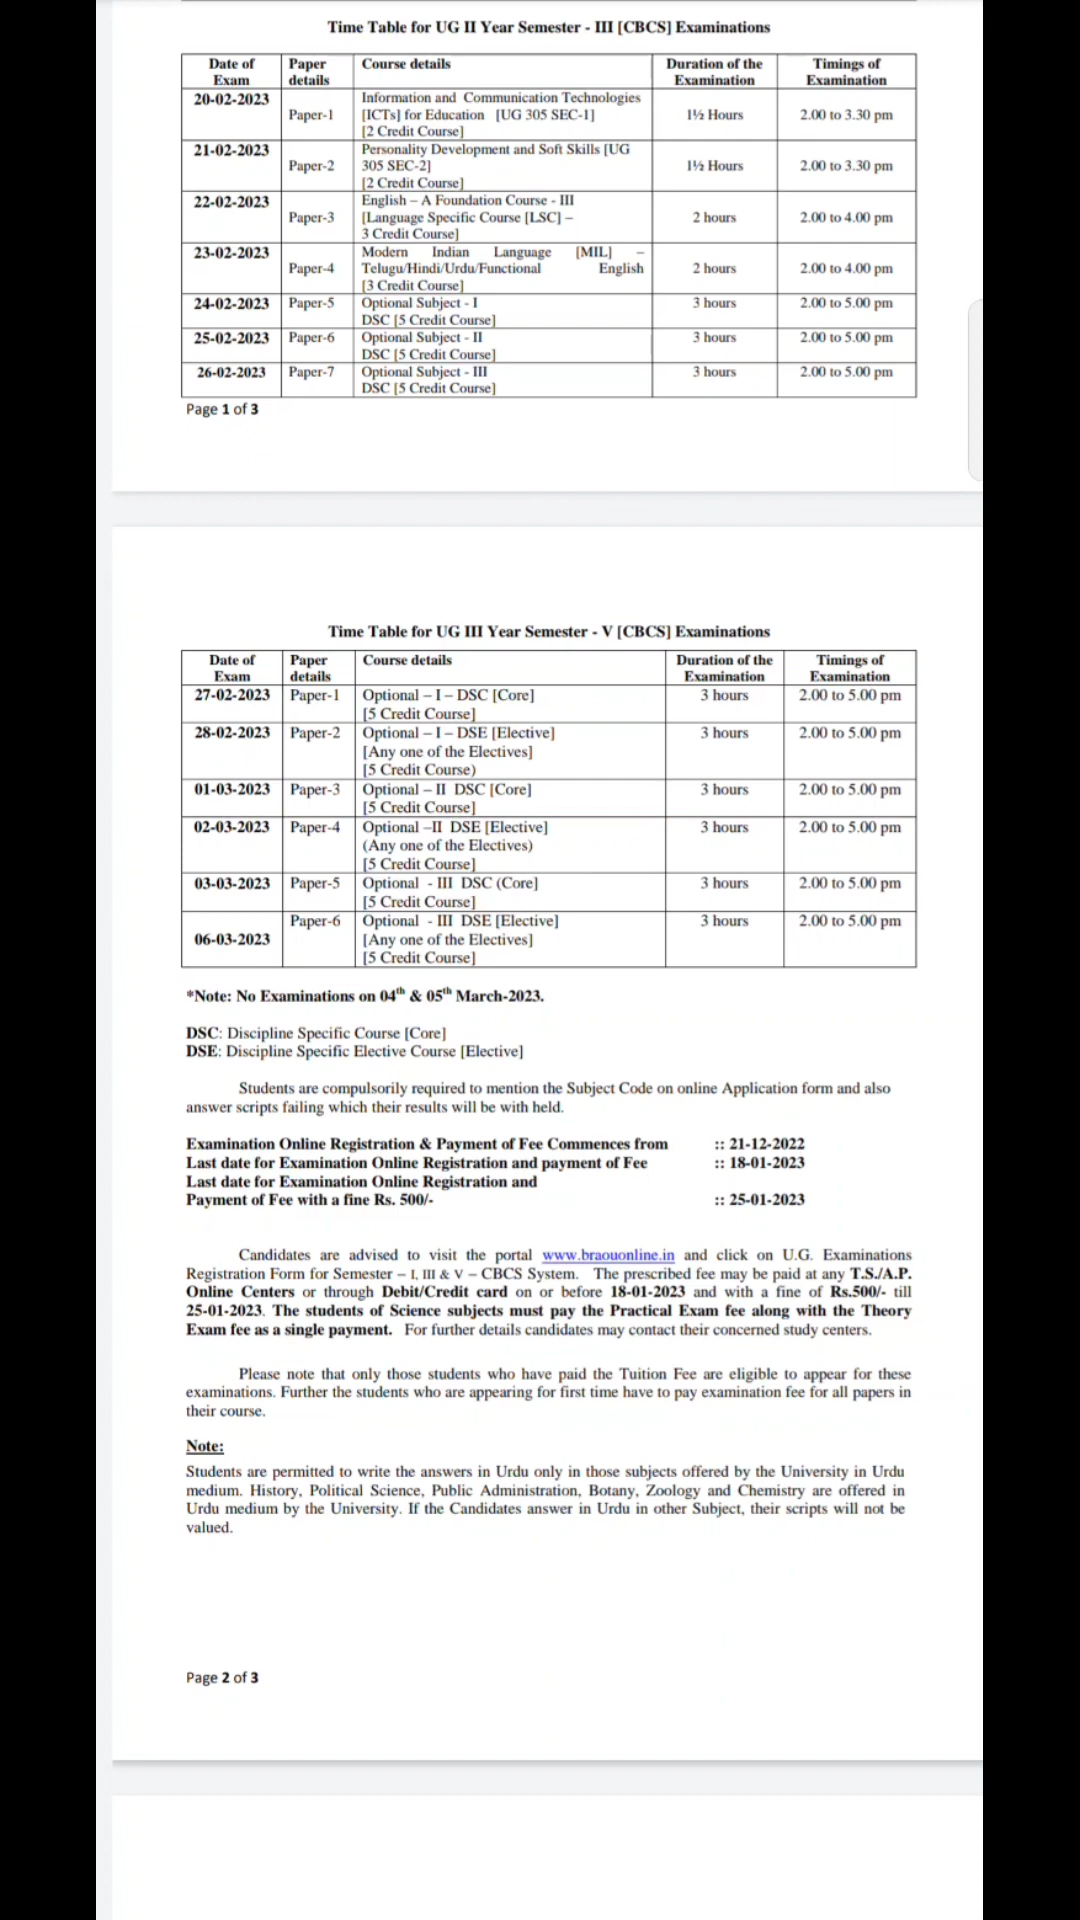 Time Table for UG II Year Semester - III [CBCS] Examinations
Date of Exam Paper details Course details Duration of the Examination Timings of Examination
20-02-2023 Paper-1 Information and Communication Technologies [ICTs] for Education [UG 305 SEC-1] [2 Credit Course] 1½ Hours 2.00 to 3.30 pm
21-02-2023 Paper-2 Personality Development and Soft Skills [UG 305 SEC-2] [2 Credit Course] 1½ Hours 2.00 to 3.30 pm
22-02-2023 Paper-3 English – A Foundation Course - III [Language Specific Course [LSC] – 3 Credit Course] 2 hours 2.00 to 4.00 pm
23-02-2023 Paper-4 Modern Indian Language [MIL] – Telugu/Hindi/Urdu/Functional English [3 Credit Course] 2 hours 2.00 to 4.00 pm
24-02-2023 Paper-5 Optional Subject - I DSC [5 Credit Course] 3 hours 2.00 to 5.00 pm
25-02-2023 Paper-6 Optional Subject - II DSC [5 Credit Course] 3 hours 2.00 to 5.00 pm
26-02-2023 Paper-7 Optional Subject - III DSC [5 Credit Course] 3 hours 2.00 to 5.00 pm
Page 1 of 3
Time Table for UG III Year Semester - V [CBCS] Examinations
Date of Exam Paper details Course details Duration of the Examination Timings of Examination
27-02-2023 Paper-1 Optional – I – DSC [Core] [5 Credit Course] 3 hours 2.00 to 5.00 pm
28-02-2023 Paper-2 Optional – I – DSE [Elective] [Any one of the Electives] [5 Credit Course) 3 hours 2.00 to 5.00 pm
01-03-2023 Paper-3 Optional – II DSC [Core] [5 Credit Course] 3 hours 2.00 to 5.00 pm
02-03-2023 Paper-4 Optional –II DSE [Elective] (Any one of the Electives) [5 Credit Course] 3 hours 2.00 to 5.00 pm
03-03-2023 Paper-5 Optional - III DSC (Core] [5 Credit Course] 3 hours 2.00 to 5.00 pm
06-03-2023 Paper-6 Optional - III DSE [Elective] [Any one of the Electives] [5 Credit Course] 3 hours 2.00 to 5.00 pm
*Note: No Examinations on 04th & 05th March-2023.
DSC: Discipline Specific Course [Core]
DSE: Discipline Specific Elective Course [Elective]
Students are compulsorily required to mention the Subject Code on online Application form and also
answer scripts failing which their results will be with held.
Examination Online Registration & Payment of Fee Commences from :: 21-12-2022
Last date for Examination Online Registration and payment of Fee :: 18-01-2023
Last date for Examination Online Registration and
Payment of Fee with a fine Rs. 500/- :: 25-01-2023
Candidates are advised to visit the portal www.braouonline.in and click on U.G. Examinations
Registration Form for Semester – I, III & V – CBCS System. The prescribed fee may be paid at any T.S./A.P.
Online Centers or through Debit/Credit card on or before 18-01-2023 and with a fine of Rs.500/- till
25-01-2023. The students of Science subjects must pay the Practical Exam fee along with the Theory
Exam fee as a single payment. For further details candidates may contact their concerned study centers.
Please note that only those students who have paid the Tuition Fee are eligible to appear for these
examinations. Further the students who are appearing for first time have to pay examination fee for all papers in
their course.
Note:
Students are permitted to write the answers in Urdu only in those subjects offered by the University in Urdu
medium. History, Political Science, Public Administration, Botany, Zoology and Chemistry are offered in
Urdu medium by the University. If the Candidates answer in Urdu in other Subject, their scripts will not be
valued.
Page 2 of 3